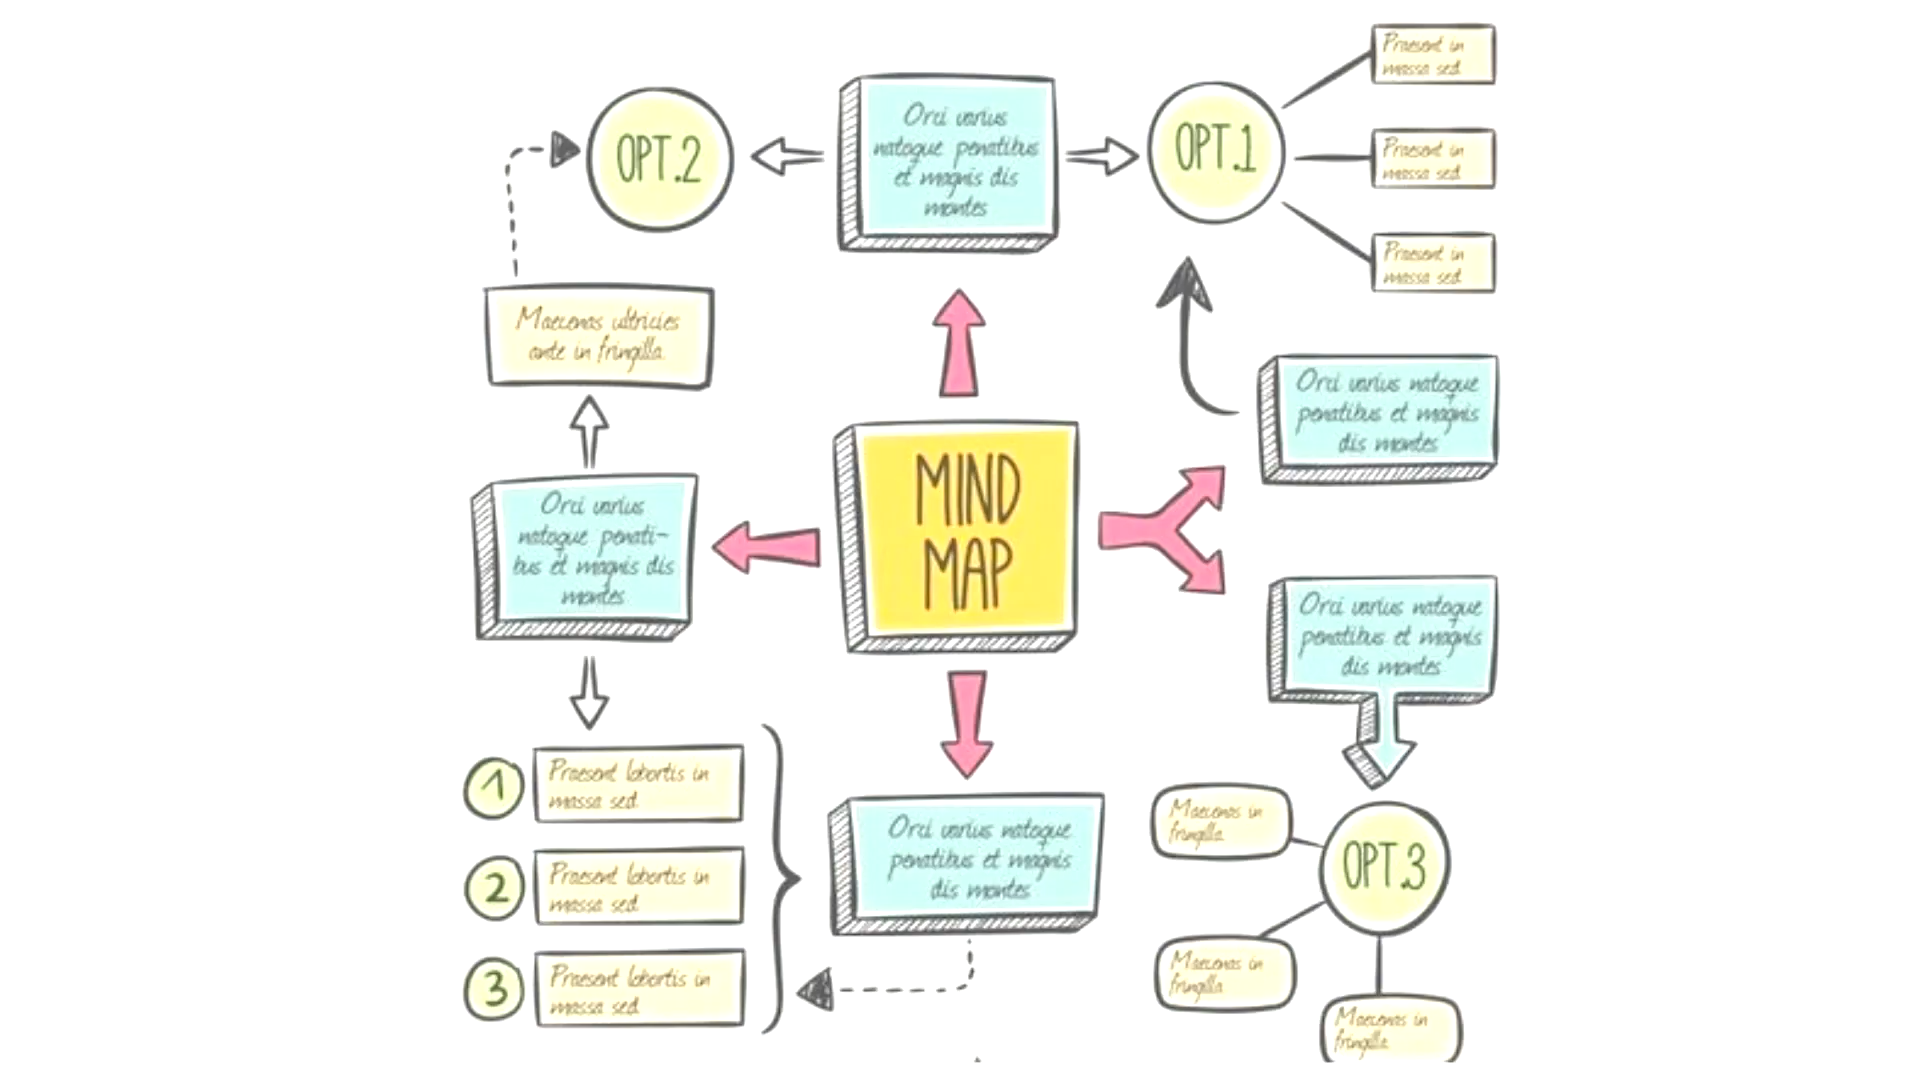 OPT.2
Orci varius
natoque penatibus
et magnis dis
montes
OPT.1
Praesent in
massa sed
Praesent in
massa sed
Praesent in
massa sed
Maecenas ultricies
ante in fringilla.
Orci varius natoque
penatibus et magnis
dis montes
MIND
MAP
Orci varius
natoque penati-
bus et magnis dis
montes
Orci varius natoque
penatibus et magnis
dis montes
1
Praesent lobortis in
massa sed
2
Praesent lobortis in
massa sed
3
Praesent lobortis in
massa sed
Orci varius natoque
penatibus et magnis
dis montes
Maecenas in
fringilla
OPT.3
Maecenas in
fringilla
Maecenas in
fringilla